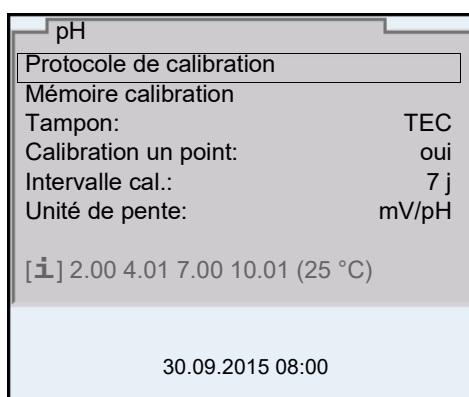 pH
Protocole de calibration
Mémoire calibration
Tampon: TEC
Calibration un point: oui
Intervalle cal.: 7 j
Unité de pente: mV/pH
[i] 2.00 4.01 7.00 10.01 (25 °C)
30.09.2015 08:00